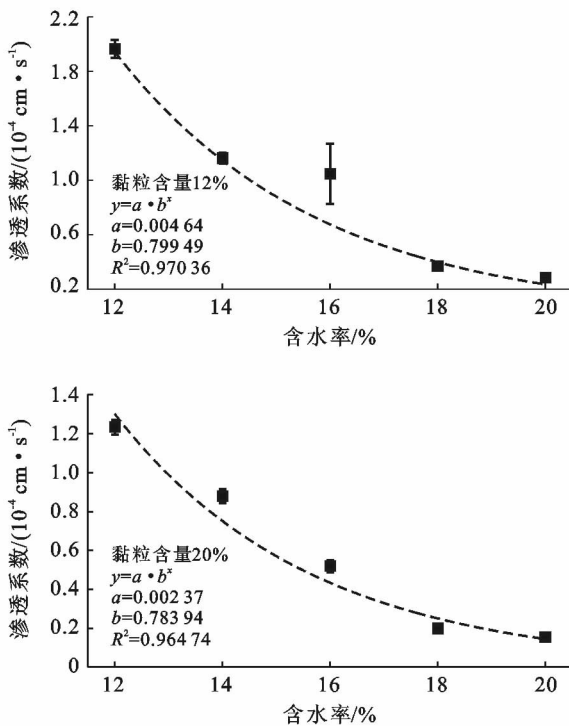 渗透系数/(10⁻⁴ cm·s⁻¹)
2.2
1.8
1.4
1.0
0.6
0.2
黏粒含量12%
y=a·bˣ
a=0.004 64
b=0.799 49
R²=0.970 36
12 14 16 18 20
含水率/%
渗透系数/(10⁻⁴ cm·s⁻¹)
1.4
1.2
1.0
0.8
0.6
0.4
0.2
0
黏粒含量20%
y=a·bˣ
a=0.002 37
b=0.783 94
R²=0.964 74
12 14 16 18 20
含水率/%